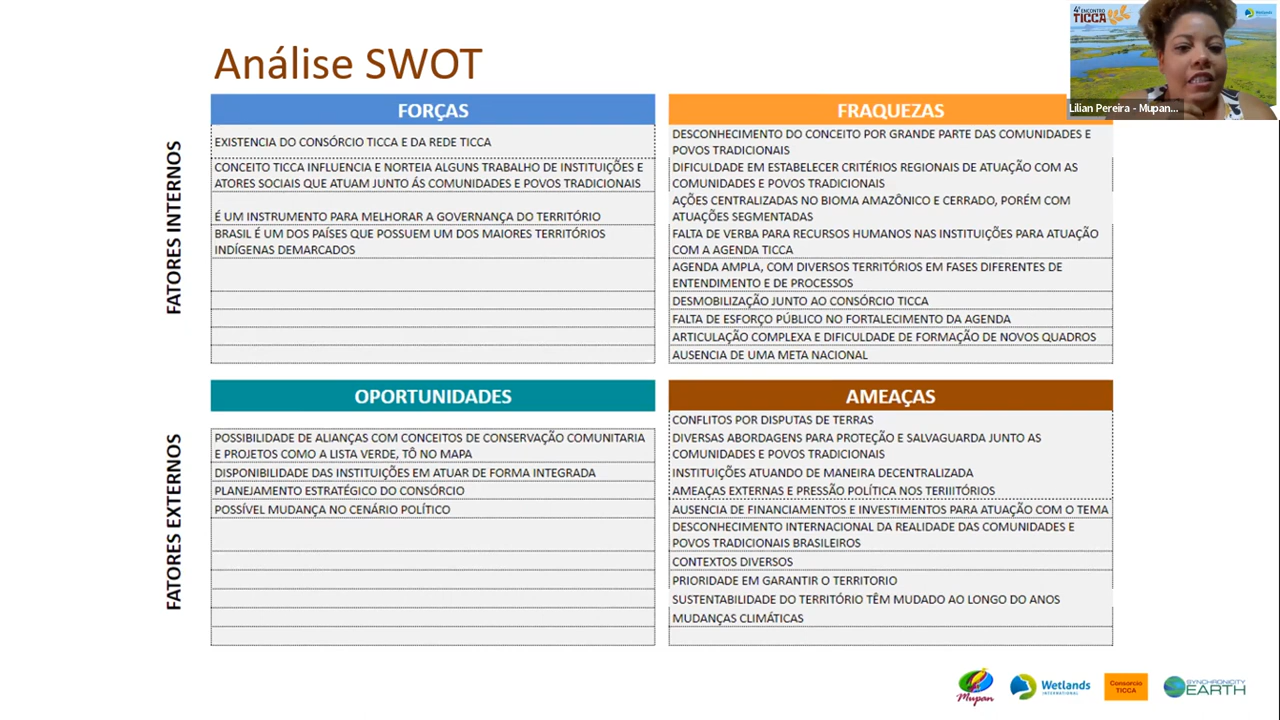 Análise SWOT
4º ENCONTRO
TICCA
Wetlands
Lilian Pereira - Mupan...
FATORES INTERNOS
FORÇAS
EXISTENCIA DO CONSÓRCIO TICCA E DA REDE TICCA
CONCEITO TICCA INFLUENCIA E NORTEIA ALGUNS TRABALHO DE INSTITUIÇÕES E
ATORES SOCIAIS QUE ATUAM JUNTO ÁS COMUNIDADES E POVOS TRADICIONAIS
É UM INSTRUMENTO PARA MELHORAR A GOVERNANÇA DO TERRITÓRIO
BRASIL É UM DOS PAÍSES QUE POSSUEM UM DOS MAIORES TERRITÓRIOS
INDÍGENAS DEMARCADOS
FRAQUEZAS
DESCONHECIMENTO DO CONCEITO POR GRANDE PARTE DAS COMUNIDADES E
POVOS TRADICIONAIS
DIFICULDADE EM ESTABELECER CRITÉRIOS REGIONAIS DE ATUAÇÃO COM AS
COMUNIDADES E POVOS TRADICIONAIS
AÇÕES CENTRALIZADAS NO BIOMA AMAZÔNICO E CERRADO, PORÉM COM
ATUAÇÕES SEGMENTADAS
FALTA DE VERBA PARA RECURSOS HUMANOS NAS INSTITUIÇÕES PARA ATUAÇÃO
COM A AGENDA TICCA
AGENDA AMPLA, COM DIVERSOS TERRITÓRIOS EM FASES DIFERENTES DE
ENTENDIMENTO E DE PROCESSOS
DESMOBILIZAÇÃO JUNTO AO CONSÓRCIO TICCA
FALTA DE ESFORÇO PÚBLICO NO FORTALECIMENTO DA AGENDA
ARTICULAÇÃO COMPLEXA E DIFICULDADE DE FORMAÇÃO DE NOVOS QUADROS
AUSENCIA DE UMA META NACIONAL
FATORES EXTERNOS
OPORTUNIDADES
POSSIBILIDADE DE ALIANÇAS COM CONCEITOS DE CONSERVAÇÃO COMUNITARIA
E PROJETOS COMO A LISTA VERDE, TÔ NO MAPA
DISPONIBILIDADE DAS INSTITUIÇÕES EM ATUAR DE FORMA INTEGRADA
PLANEJAMENTO ESTRATÉGICO DO CONSÓRCIO
POSSÍVEL MUDANÇA NO CENÁRIO POLÍTICO
AMEAÇAS
CONFLITOS POR DISPUTAS DE TERRAS
DIVERSAS ABORDAGENS PARA PROTEÇÃO E SALVAGUARDA JUNTO AS
COMUNIDADES E POVOS TRADICIONAIS
INSTITUIÇÕES ATUANDO DE MANEIRA DECENTRALIZADA
AMEAÇAS EXTERNAS E PRESSÃO POLÍTICA NOS TERIIITÓRIOS
AUSENCIA DE FINANCIAMENTOS E INVESTIMENTOS PARA ATUAÇÃO COM O TEMA
DESCONHECIMENTO INTERNACIONAL DA REALIDADE DAS COMUNIDADES E
POVOS TRADICIONAIS BRASILEIROS
CONTEXTOS DIVERSOS
PRIORIDADE EM GARANTIR O TERRITORIO
SUSTENTABILIDADE DO TERRITÓRIO TÊM MUDADO AO LONGO DO ANOS
MUDANÇAS CLIMÁTICAS
Mupan
Wetlands
INTERNATIONAL
Consorcio
TICCA
SYNCHRONICITY
EARTH